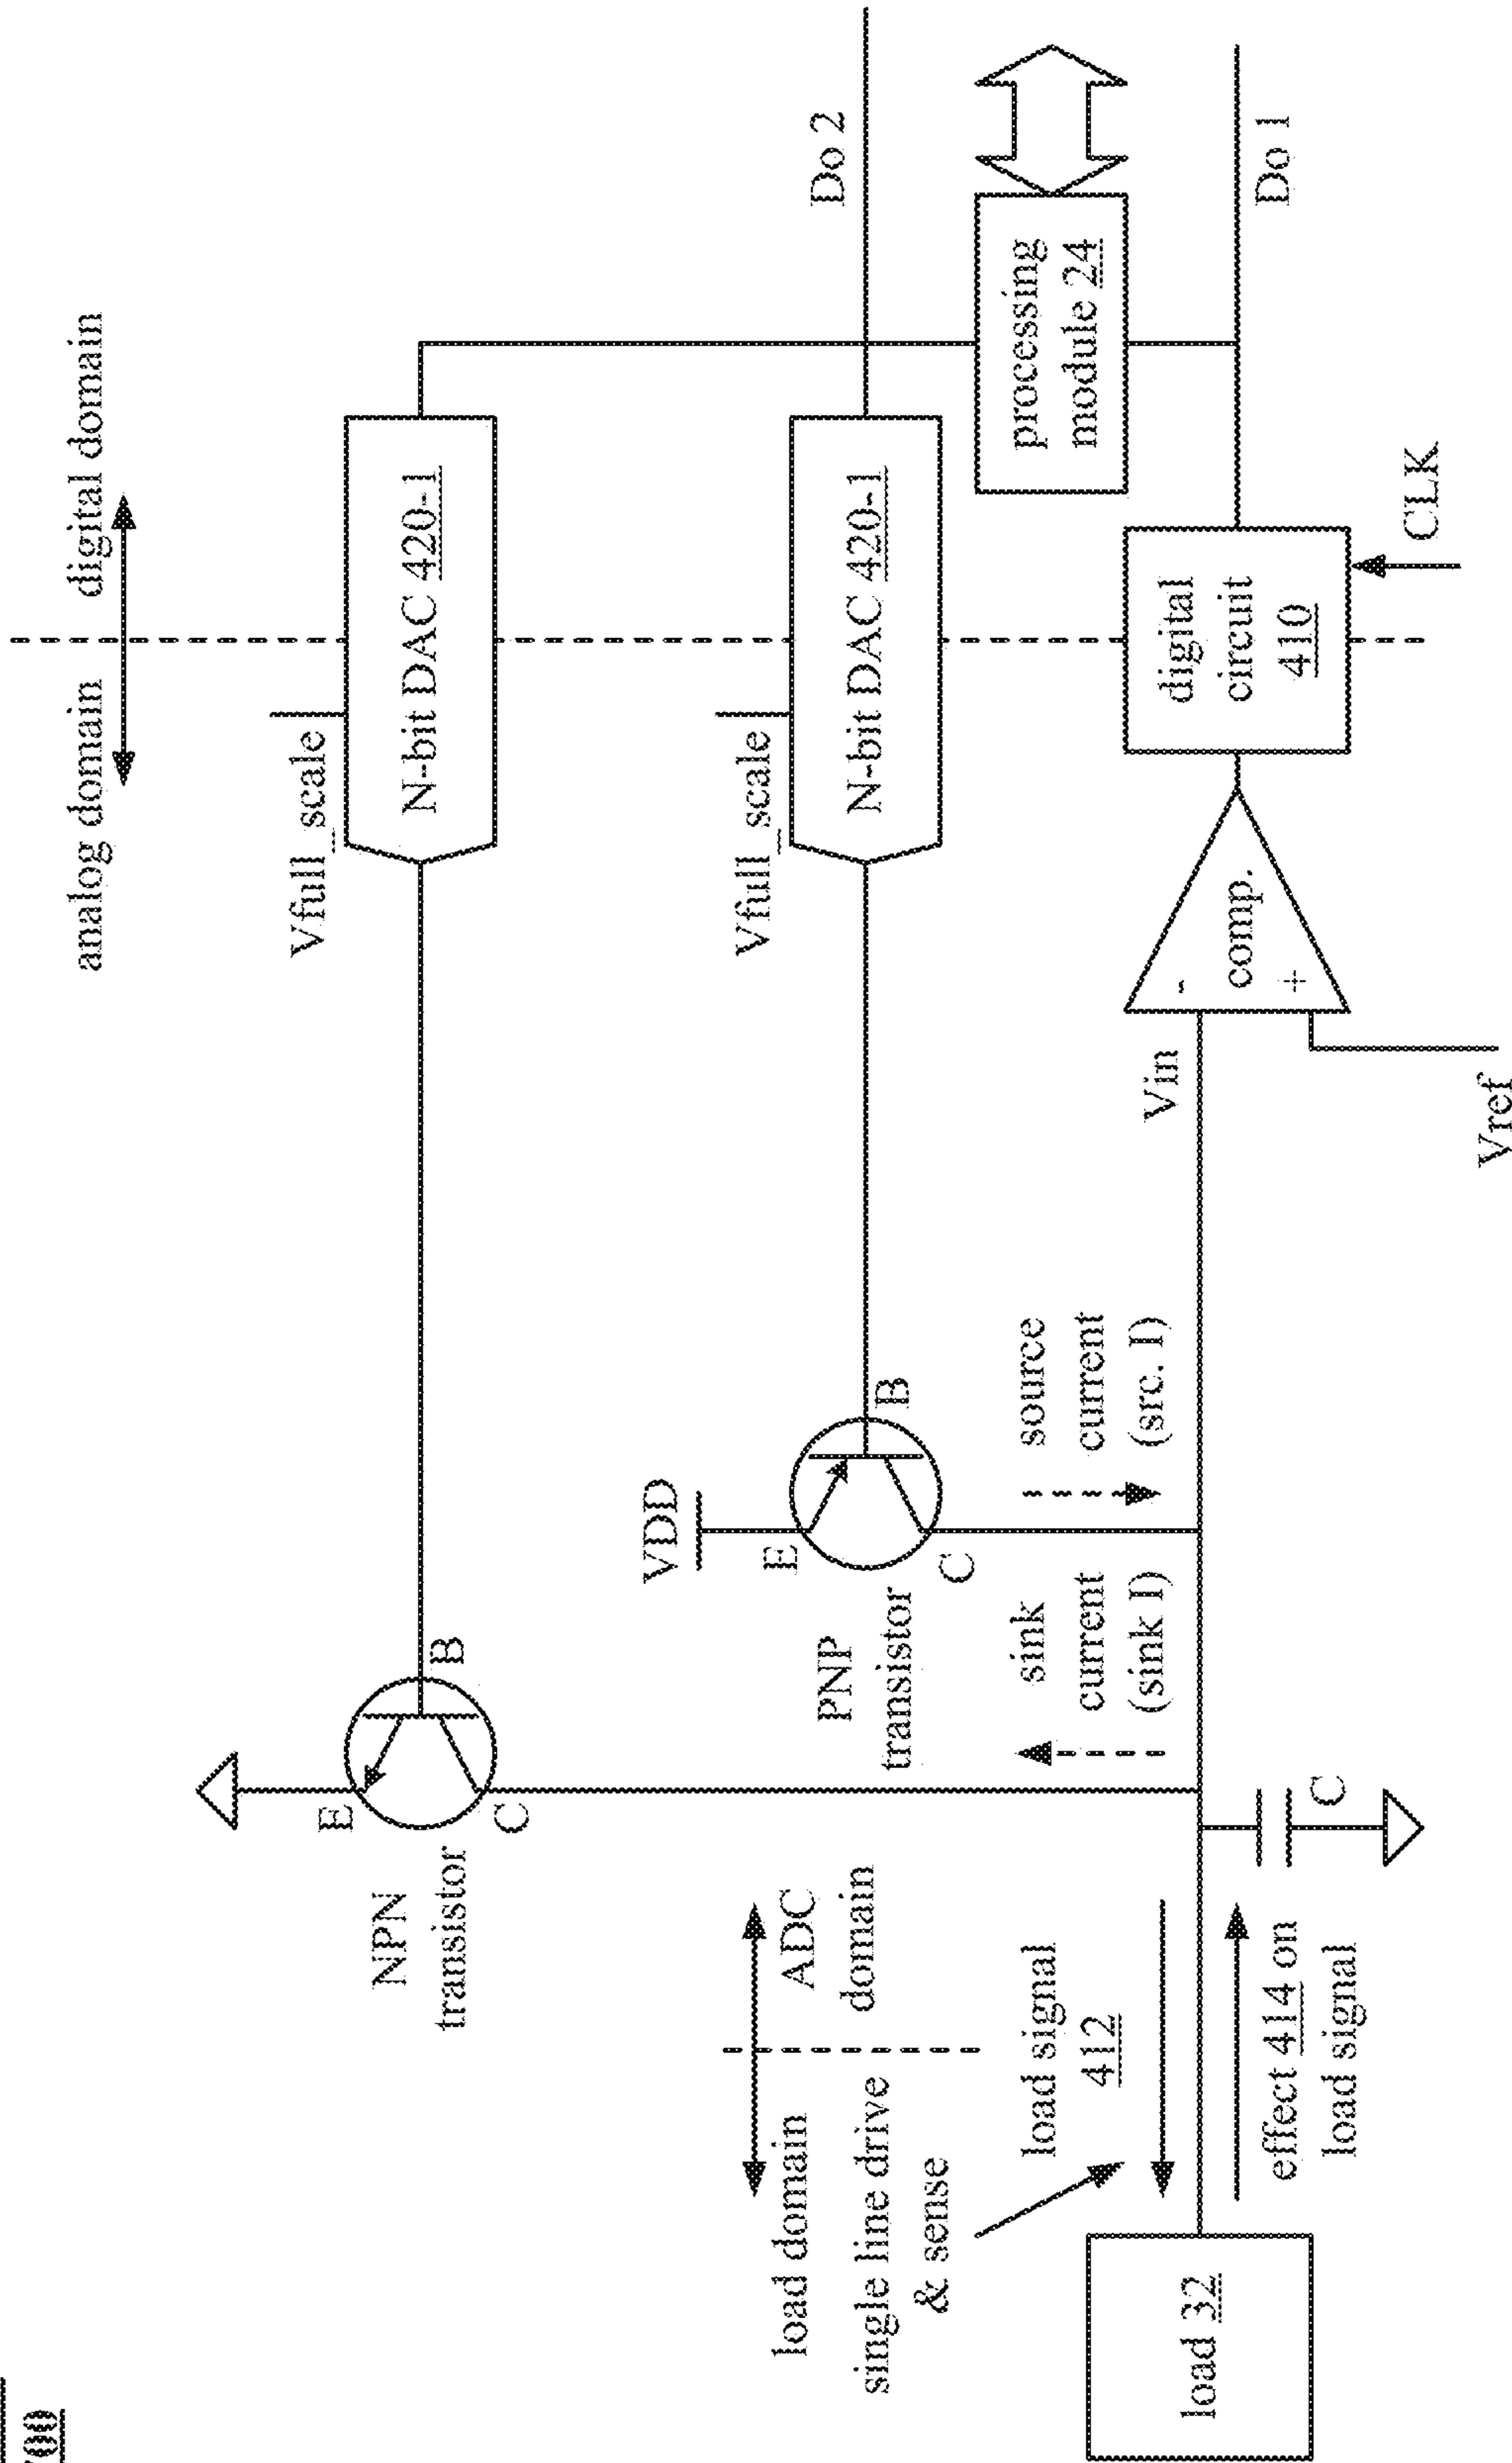 analog domain
digital domain
Vfull_scale
N-bit DAC 420-1
NPN
transistor
E
B
C
load domain
ADC
domain
VDD
E
B
C
PNP
transistor
Vfull_scale
N-bit DAC 420-1
Do 2
single line drive
& sense
load signal
412
sink
current
(sink I)
source
current
(src. I)
processing
module 24
load 32
effect 414 on
load signal
C
Vin
-
comp.
+
Vref
digital
circuit
410
CLK
Do 1